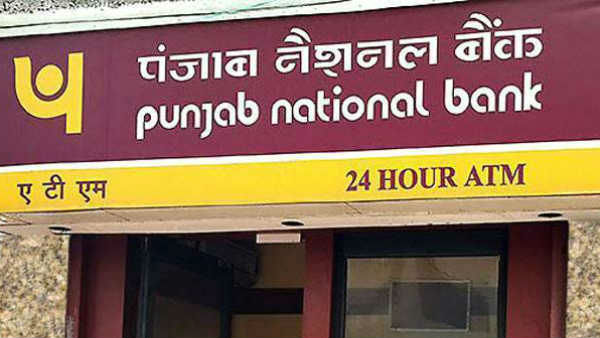 पंजाब नैशनल बैंक
punjab national bank
ए टी एम 24 HOUR ATM